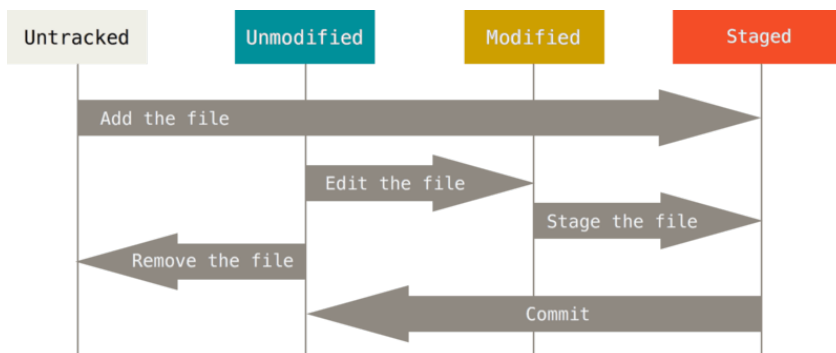 Untracked
Unmodified
Modified
Staged
Add the file
Edit the file
Stage the file
Remove the file
Commit